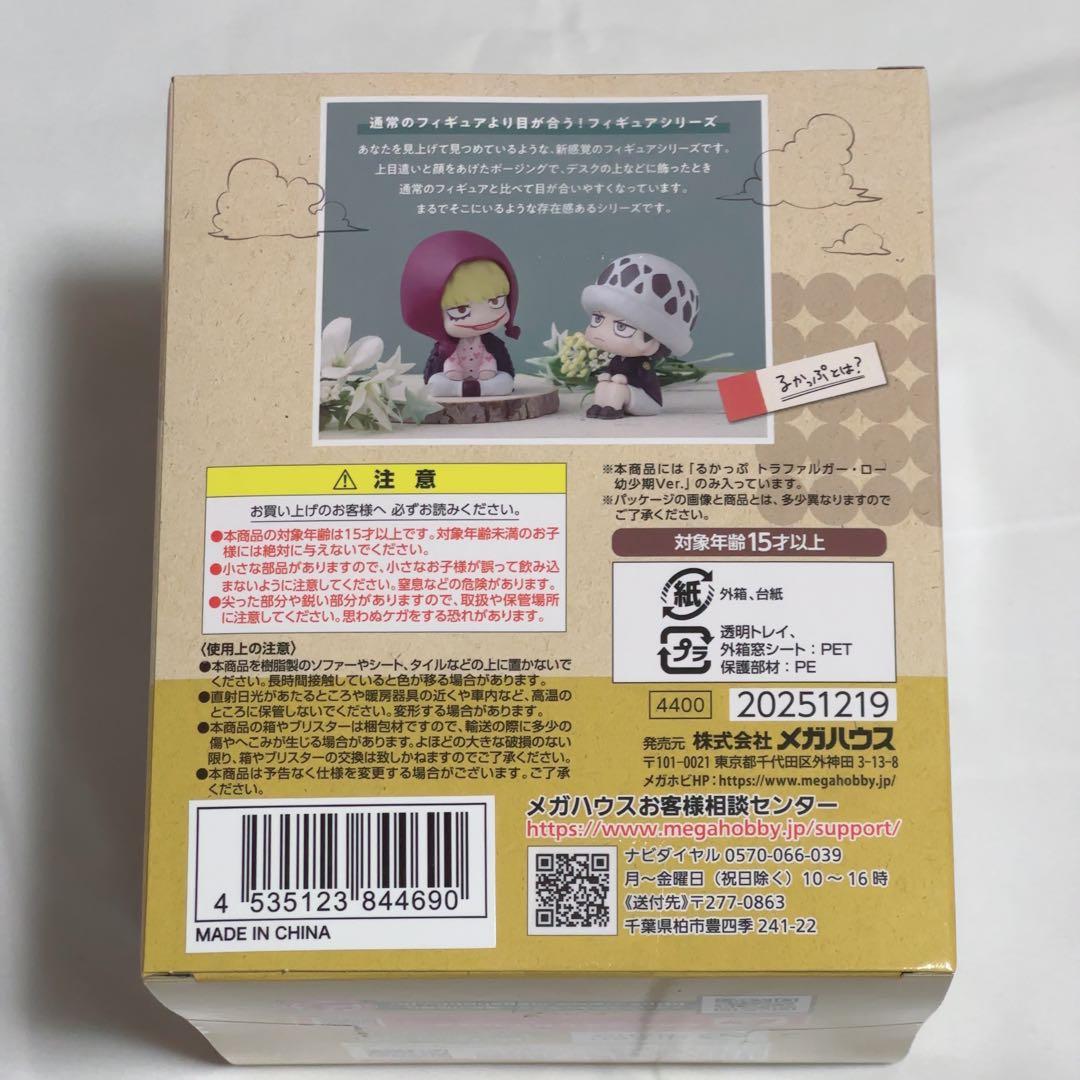 通常のフィギュアより目が合う！フィギュアシリーズ
あなたを見上げて見つめているような、新感覚のフィギュアシリーズです。
上目遣いと顔をあげたポージングで、デスクの上などに飾ったとき
通常のフィギュアと比べて目が合いやすくなっています。
まるでそこにいるような存在感あるシリーズです。
るかっぷとは？
注意
お買い上げのお客様へ 必ずお読みください。
●本商品の対象年齢は15才以上です。対象年齢未満のお子
様には絶対に与えないでください。
●小さな部品がありますので、小さなお子様が誤って飲み込
まないように注意してください。窒息などの危険があります。
●尖った部分や鋭い部分がありますので、取扱や保管場所
に注意してください。思わぬケガをする恐れがあります。
〈使用上の注意〉
●本商品を樹脂製のソファーやシート、タイルなどの上に置かないで
ください。長時間接触していると色が移る場合があります。
●直射日光があたるところや暖房器具の近くや車内など、高温の
ところに保管しないでください。変形する場合があります。
●本商品の箱やブリスターは梱包材ですので、輸送の際に多少の
傷やへこみが生じる場合があります。よほどの大きな破損のない
限り、箱やブリスターの交換は致しかねますのでご了承ください。
●本商品は予告なく仕様を変更する場合がございます。ご了承
ください。
※本商品には「るかっぷ トラファルガー・ロー
幼少期Ver.」のみ入っています。
※パッケージの画像と商品とは、多少異なりますので
ご了承ください。
対象年齢15才以上
紙
外箱、台紙
プラ
透明トレイ、
外箱窓シート：PET
保護部材：PE
4400
20251219
発売元 株式会社 メガハウス
〒101-0021 東京都千代田区外神田 3-13-8
メガホビHP：https://www.megahobby.jp/
メガハウスお客様相談センター
https://www.megahobby.jp/support/
ナビダイヤル 0570-066-039
月〜金曜日（祝日除く）10〜16時
《送付先》〒277-0863
千葉県柏市豊四季 241-22
4 535123 844690
MADE IN CHINA